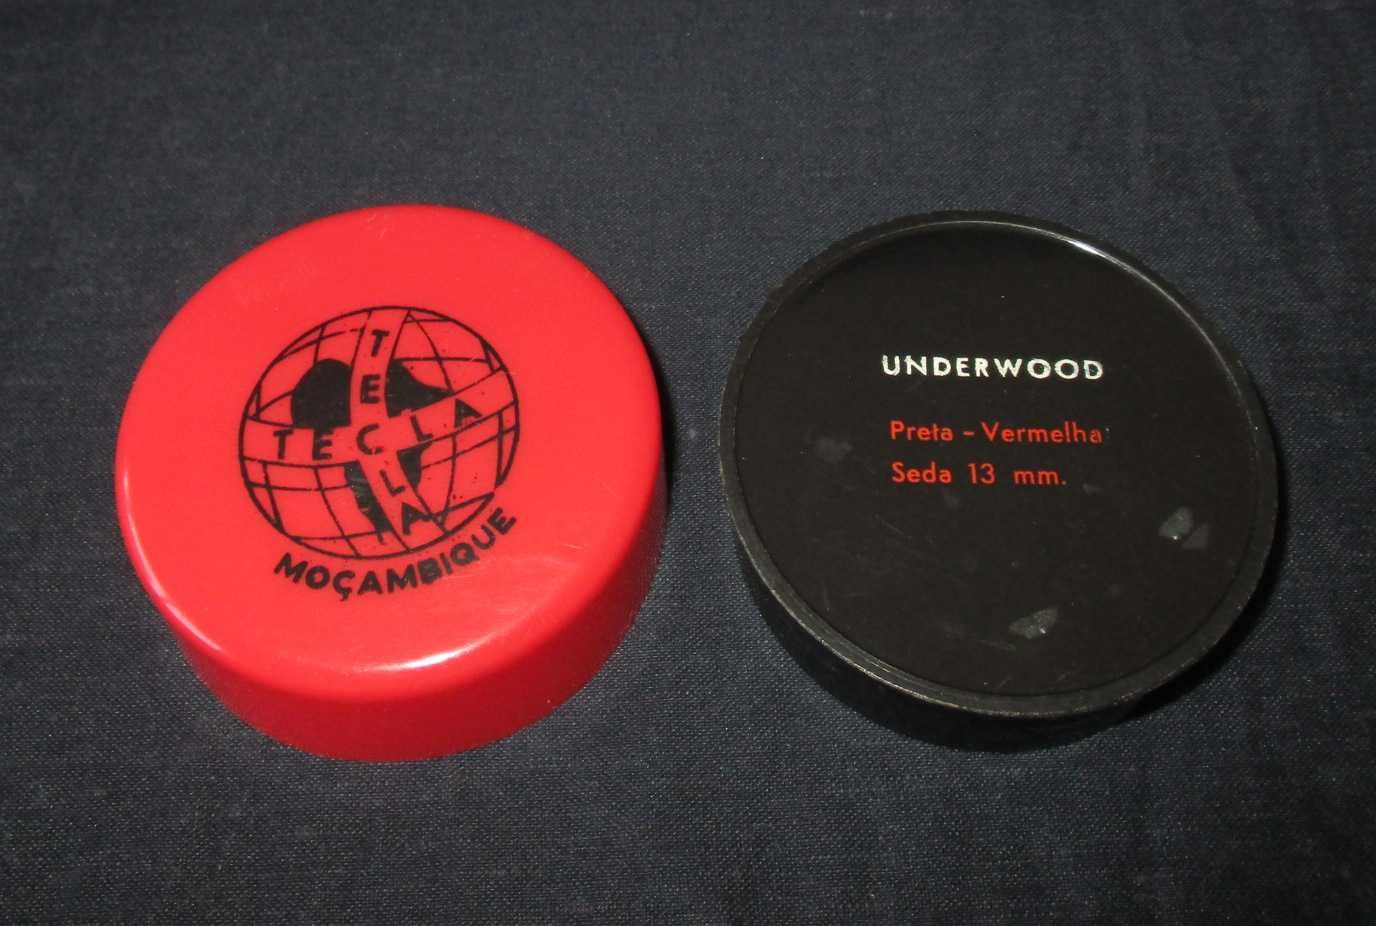 TECLA
TECLA
MOÇAMBIQUE
UNDERWOOD
Preta - Vermelha
Seda 13 mm.